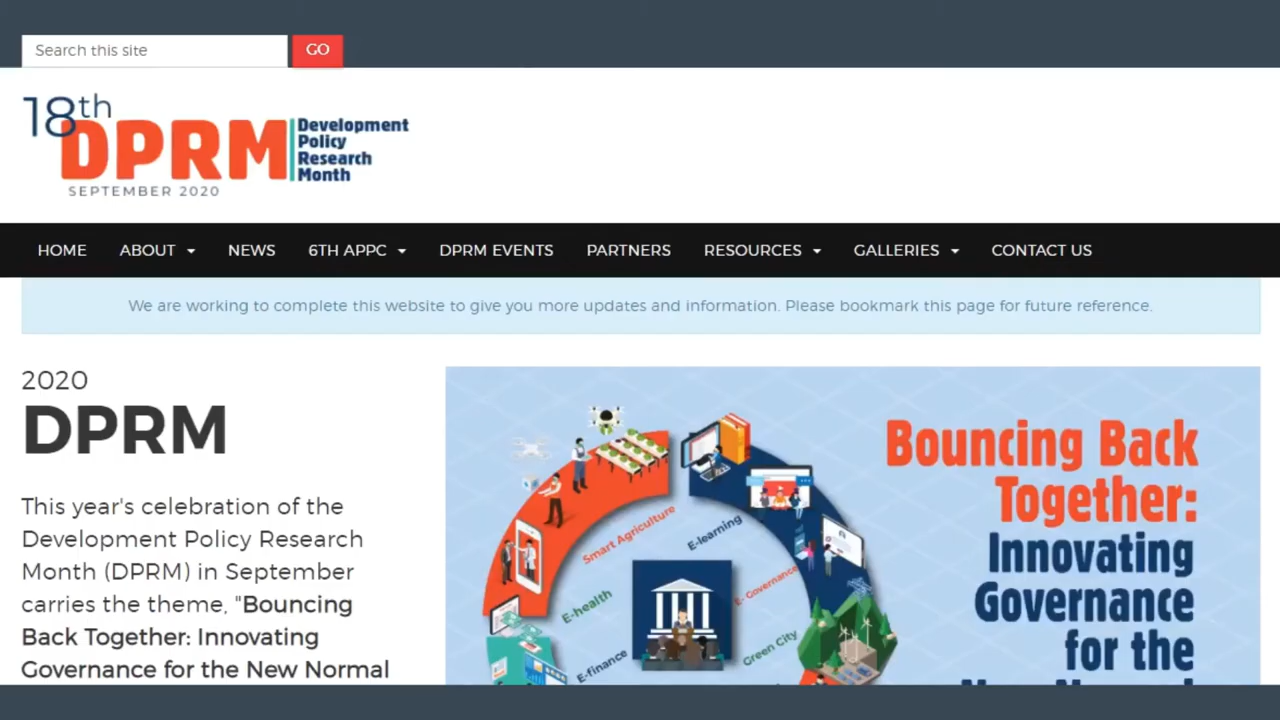 Search this site
GO
18th
DPRM
Development
Policy
Research
Month
SEPTEMBER 2020
HOME ABOUT NEWS 6TH APPC DPRM EVENTS PARTNERS RESOURCES GALLERIES CONTACT US
We are working to complete this website to give you more updates and information. Please bookmark this page for future reference.
2020
DPRM
This year's celebration of the
Development Policy Research
Month (DPRM) in September
carries the theme, "Bouncing
Back Together: Innovating
Governance for the New Normal
Smart Agriculture
E-learning
E-health
E- Governance
E-finance
Green City
Bouncing Back
Together:
Innovating
Governance
for the